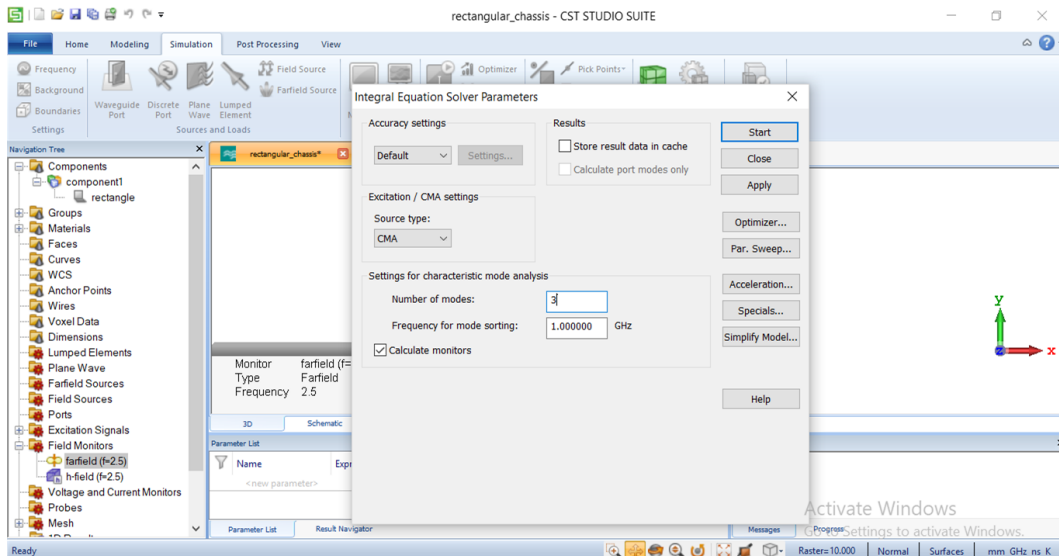 rectangular_chassis - CST STUDIO SUITE
File Home Modeling Simulation Post Processing View
Frequency
Background
Boundaries
Settings
Waveguide Port
Discrete Port
Plane Wave
Lumped Element
Field Source
Farfield Source
Sources and Loads
Optimizer
Pick Points
Navigation Tree
Components
component1
rectangle
Groups
Materials
Faces
Curves
WCS
Anchor Points
Wires
Voxel Data
Dimensions
Lumped Elements
Plane Wave
Farfield Sources
Field Sources
Ports
Excitation Signals
Field Monitors
farfield (f=2.5)
h-field (f=2.5)
Voltage and Current Monitors
Probes
Mesh
rectangular_chassis*
Monitor farfield (f=
Type Farfield
Frequency 2.5
3D Schematic
Parameter List
Name Expr
<new parameter>
Parameter List Result Navigator
Integral Equation Solver Parameters
Accuracy settings
Default Settings...
Results
Store result data in cache
Calculate port modes only
Excitation / CMA settings
Source type:
CMA
Settings for characteristic mode analysis
Number of modes: 3
Frequency for mode sorting: 1.000000 GHz
Calculate monitors
Start
Close
Apply
Optimizer...
Par. Sweep...
Acceleration...
Specials...
Simplify Model...
Help
y
x
Messages Progress
Activate Windows
Go to Settings to activate Windows.
Ready
Raster=10.000 Normal Surfaces mm GHz ns K